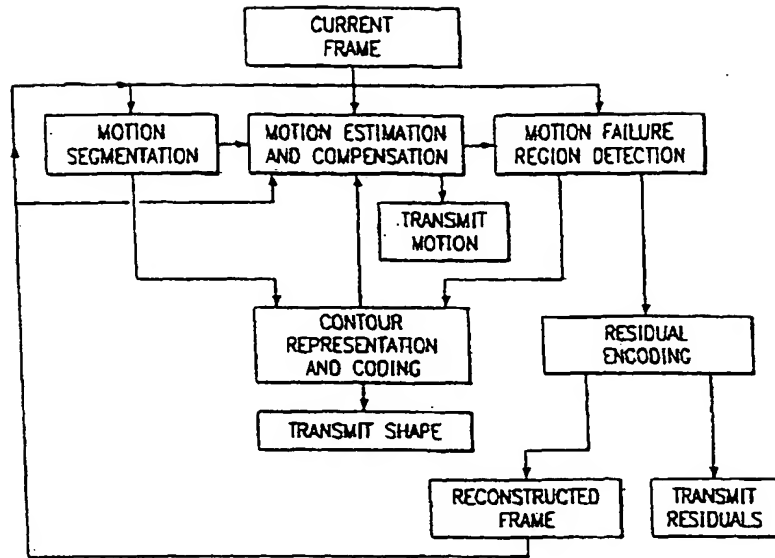 CURRENT
FRAME
MOTION
SEGMENTATION
MOTION ESTIMATION
AND COMPENSATION
MOTION FAILURE
REGION DETECTION
TRANSMIT
MOTION
CONTOUR
REPRESENTATION
AND CODING
RESIDUAL
ENCODING
TRANSMIT SHAPE
RECONSTRUCTED
FRAME
TRANSMIT
RESIDUALS